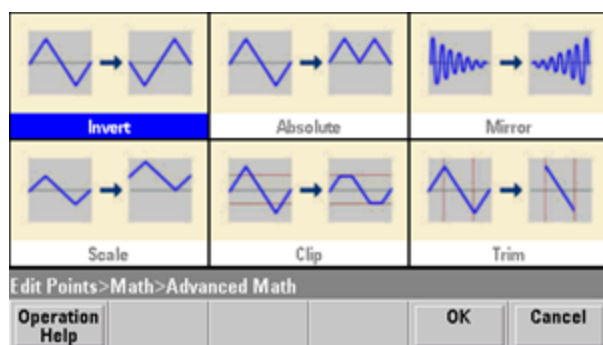 Invert Absolute Mirror
Scale Clip Trim
Edit Points>Math>Advanced Math
Operation Help OK Cancel